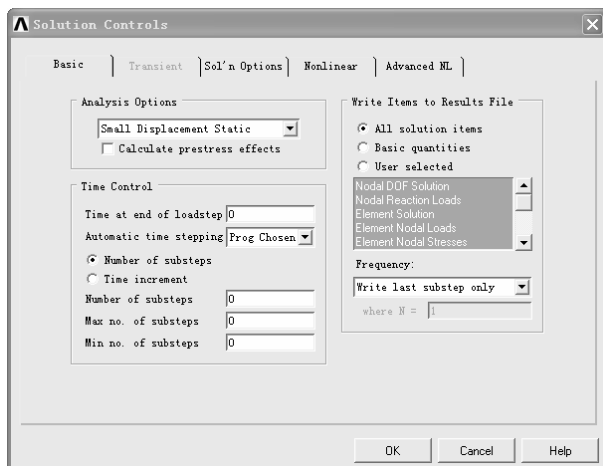 Solution Controls
Basic
Transient
Sol'n Options
Nonlinear
Advanced NL
Analysis Options
Small Displacement Static
Calculate prestress effects
Time Control
Time at end of loadstep 0
Automatic time stepping Prog Chosen
Number of substeps
Time increment
Number of substeps 0
Max no. of substeps 0
Min no. of substeps 0
Write Items to Results File
All solution items
Basic quantities
User selected
Nodal DOF Solution
Nodal Reaction Loads
Element Solution
Element Nodal Loads
Element Nodal Stresses
Frequency:
Write last substep only
where N = 1
OK
Cancel
Help